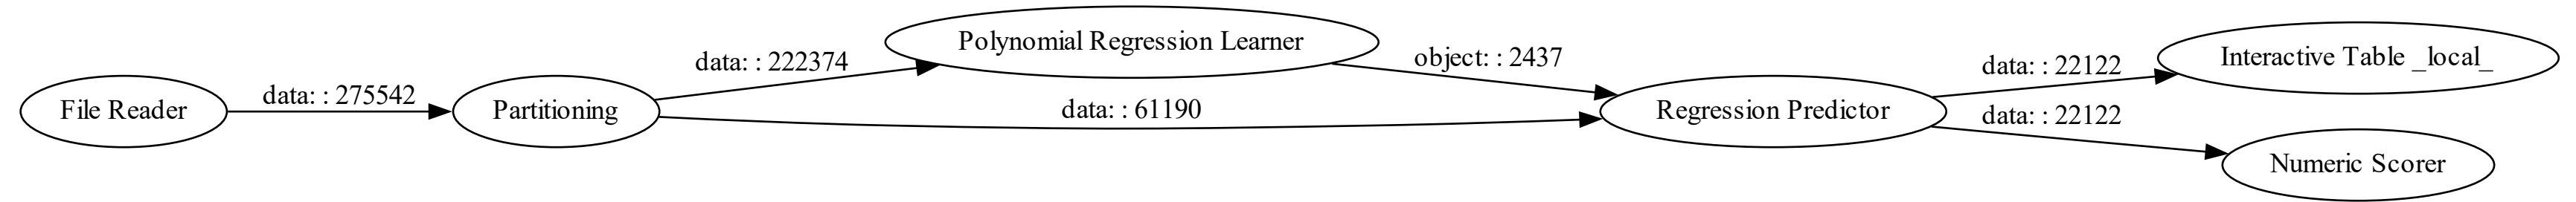 File Reader
data: : 275542
Partitioning
data: : 222374
Polynomial Regression Learner
object: : 2437
data: : 61190
Regression Predictor
data: : 22122
Interactive Table _local_
data: : 22122
Numeric Scorer